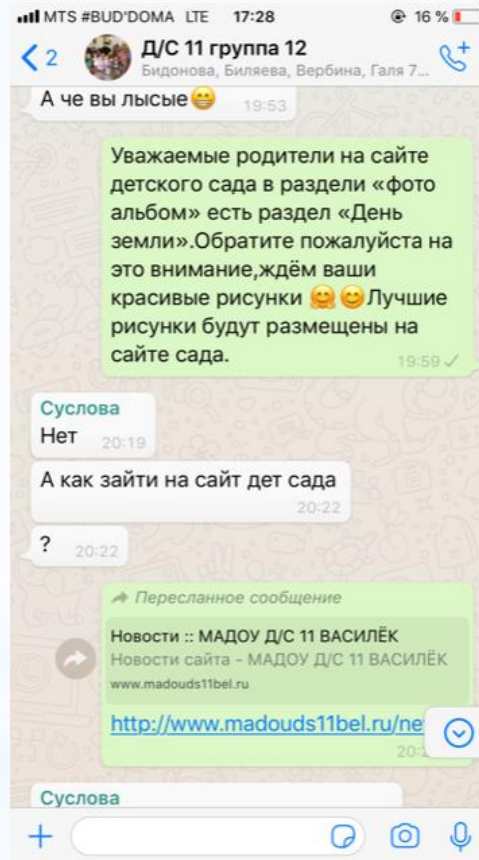 MTS #BUD'DOMA LTE 17:28 16 %
2 Д/С 11 группа 12
Бидонова, Биляева, Вербина, Галя 7...
А че вы лысые😁 19:53
Уважаемые родители на сайте
детского сада в раздели «фото
альбом» есть раздел «День
земли».Обратите пожалуйста на
это внимание,ждём ваши
красивые рисунки 🤗😊Лучшие
рисунки будут размещены на
сайте сада. 19:59
Суслова
Нет 20:19
А как зайти на сайт дет сада
20:22
? 20:22
Пересланное сообщение
Новости :: МАДОУ Д/С 11 ВАСИЛЁК
Новости сайта - МАДОУ Д/С 11 ВАСИЛЁК
www.madouds11bel.ru
http://www.madouds11bel.ru/ne
Суслова